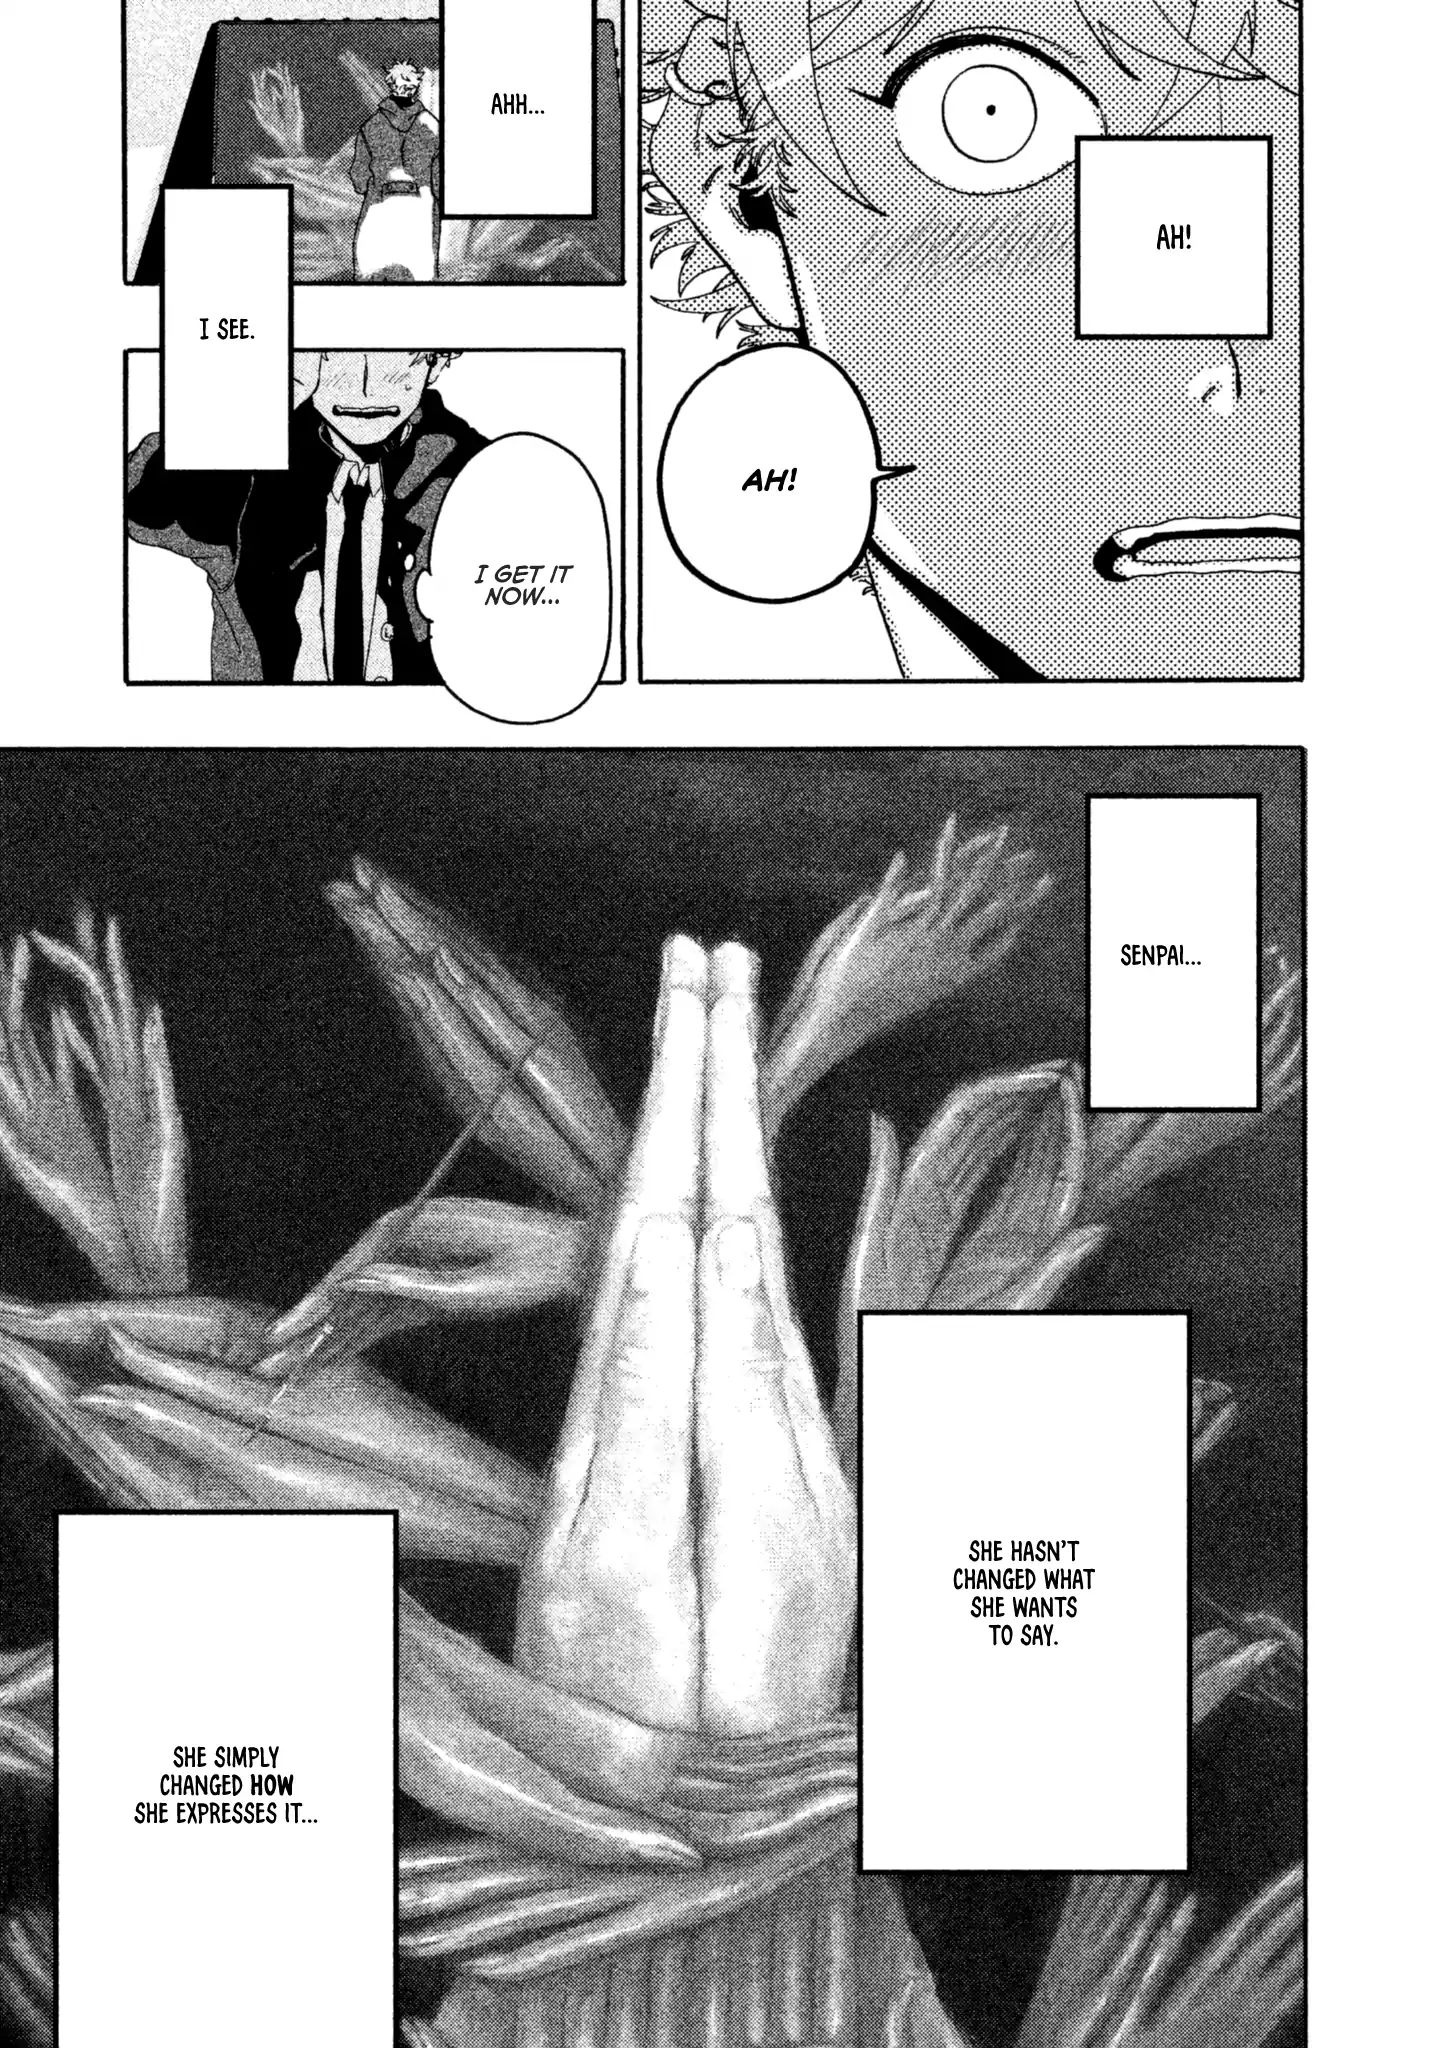 AH!
AH!
AHH...
I SEE.
I GET IT
NOW...
SENPAI...
SHE HASN'T
CHANGED WHAT
SHE WANTS
TO SAY.
SHE SIMPLY
CHANGED HOW
SHE EXPRESSES IT...